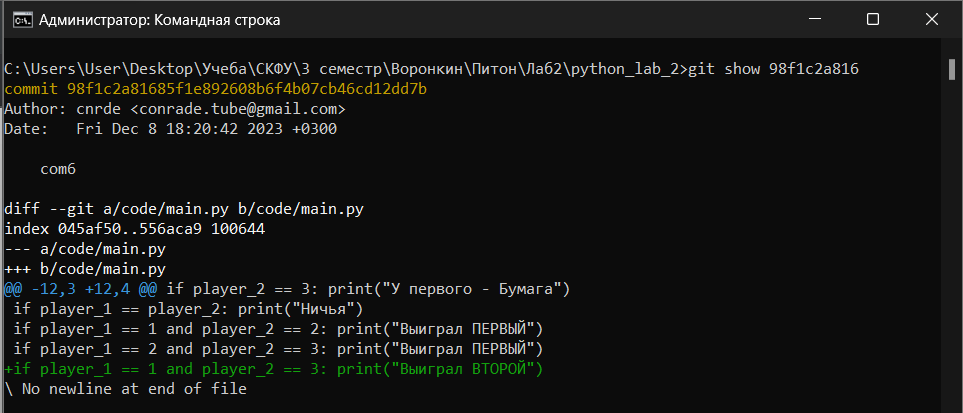 Администратор: Командная строка
C:\Users\User\Desktop\Учеба\СКФУ\3 семестр\Воронкин\Питон\Лаб2\python_lab_2>git show 98f1c2a816
commit 98f1c2a81685f1e892608b6f4b07cb46cd12dd7b
Author: cnrde <conrade.tube@gmail.com>
Date:   Fri Dec 8 18:20:42 2023 +0300
    com6
diff --git a/code/main.py b/code/main.py
index 045af50..556aca9 100644
--- a/code/main.py
+++ b/code/main.py
@@ -12,3 +12,4 @@ if player_2 == 3: print("У первого - Бумага")
 if player_1 == player_2: print("Ничья")
 if player_1 == 1 and player_2 == 2: print("Выиграл ПЕРВЫЙ")
 if player_1 == 2 and player_2 == 3: print("Выиграл ПЕРВЫЙ")
+if player_1 == 1 and player_2 == 3: print("Выиграл ВТОРОЙ")
\ No newline at end of file